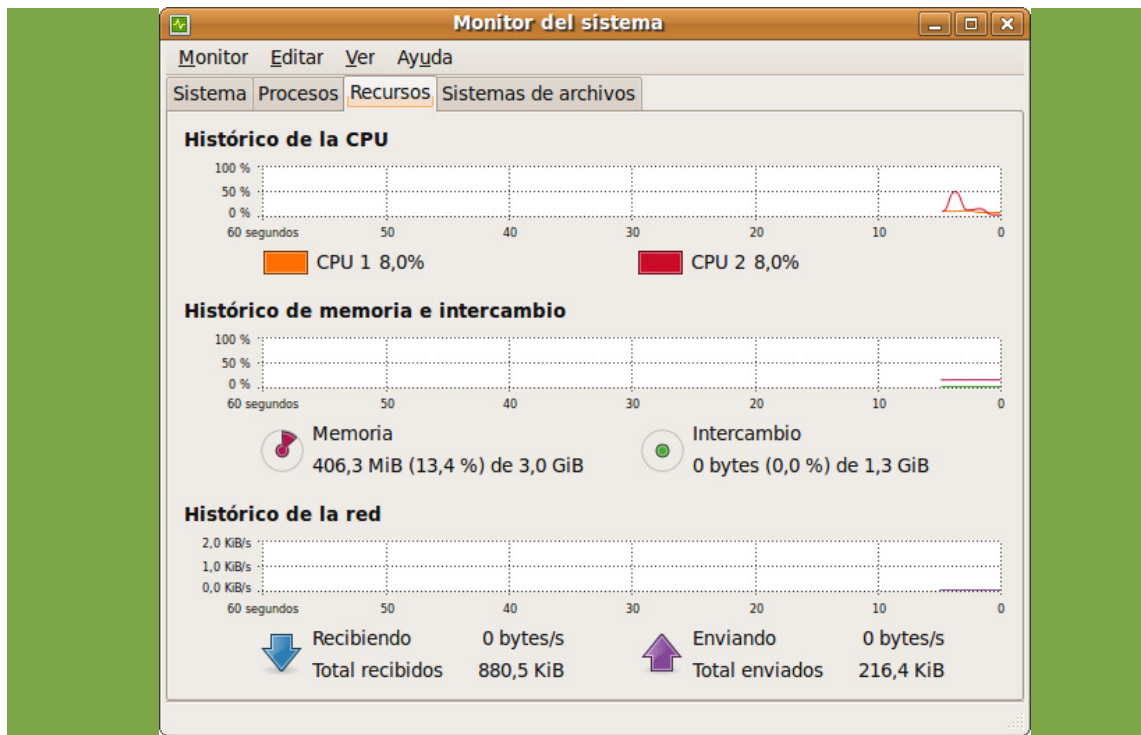 Monitor del sistema
Monitor Editar Ver Ayuda
Sistema Procesos Recursos Sistemas de archivos
Histórico de la CPU
100 %
50 %
0 %
60 segundos 50 40 30 20 10 0
CPU 1 8,0% CPU 2 8,0%
Histórico de memoria e intercambio
100 %
50 %
0 %
60 segundos 50 40 30 20 10 0
Memoria Intercambio
406,3 MiB (13,4 %) de 3,0 GiB 0 bytes (0,0 %) de 1,3 GiB
Histórico de la red
2,0 KiB/s
1,0 KiB/s
0,0 KiB/s
60 segundos 50 40 30 20 10 0
Recibiendo 0 bytes/s Enviando 0 bytes/s
Total recibidos 880,5 KiB Total enviados 216,4 KiB